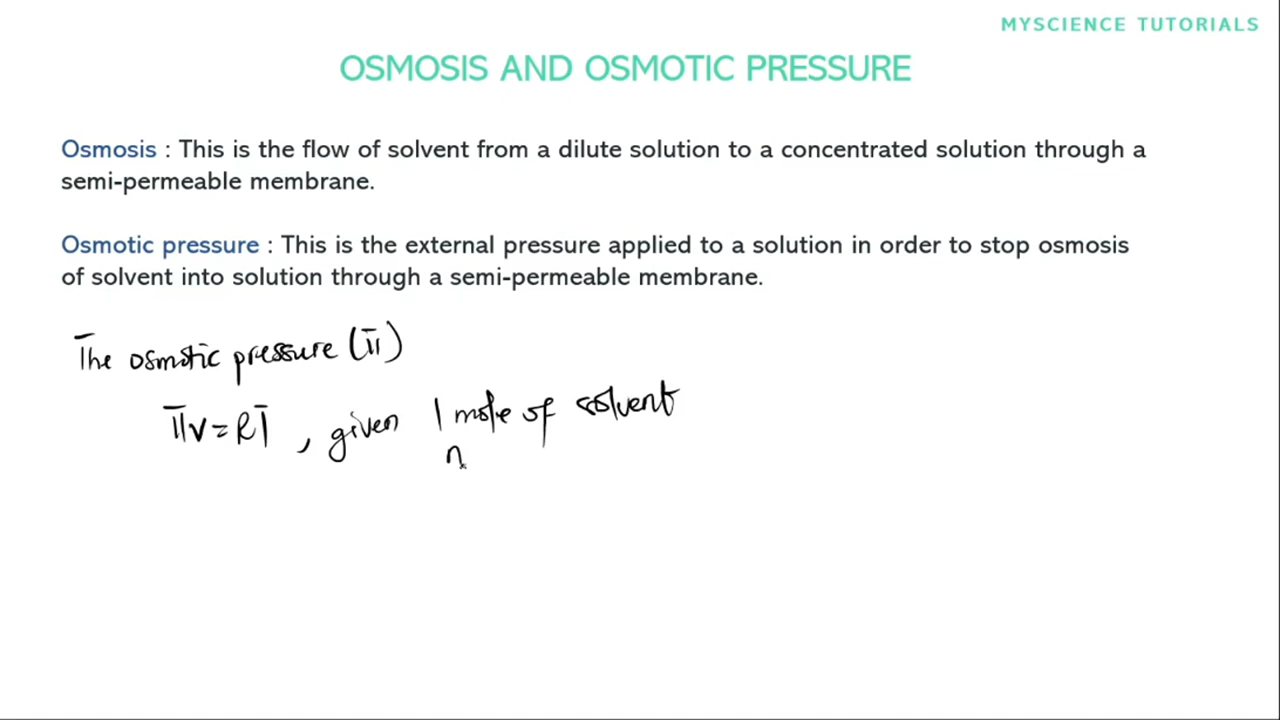 MYSCIENCE TUTORIALS
OSMOSIS AND OSMOTIC PRESSURE
Osmosis : This is the flow of solvent from a dilute solution to a concentrated solution through a
semi-permeable membrane.
Osmotic pressure : This is the external pressure applied to a solution in order to stop osmosis
of solvent into solution through a semi-permeable membrane.
The osmotic pressure (π)
πV = RT , given 1 mole of solvent
n